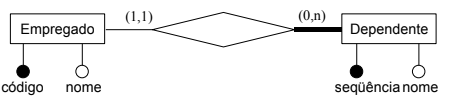 (1,1) (0,n)
Empregado Dependente
código nome seqüência nome